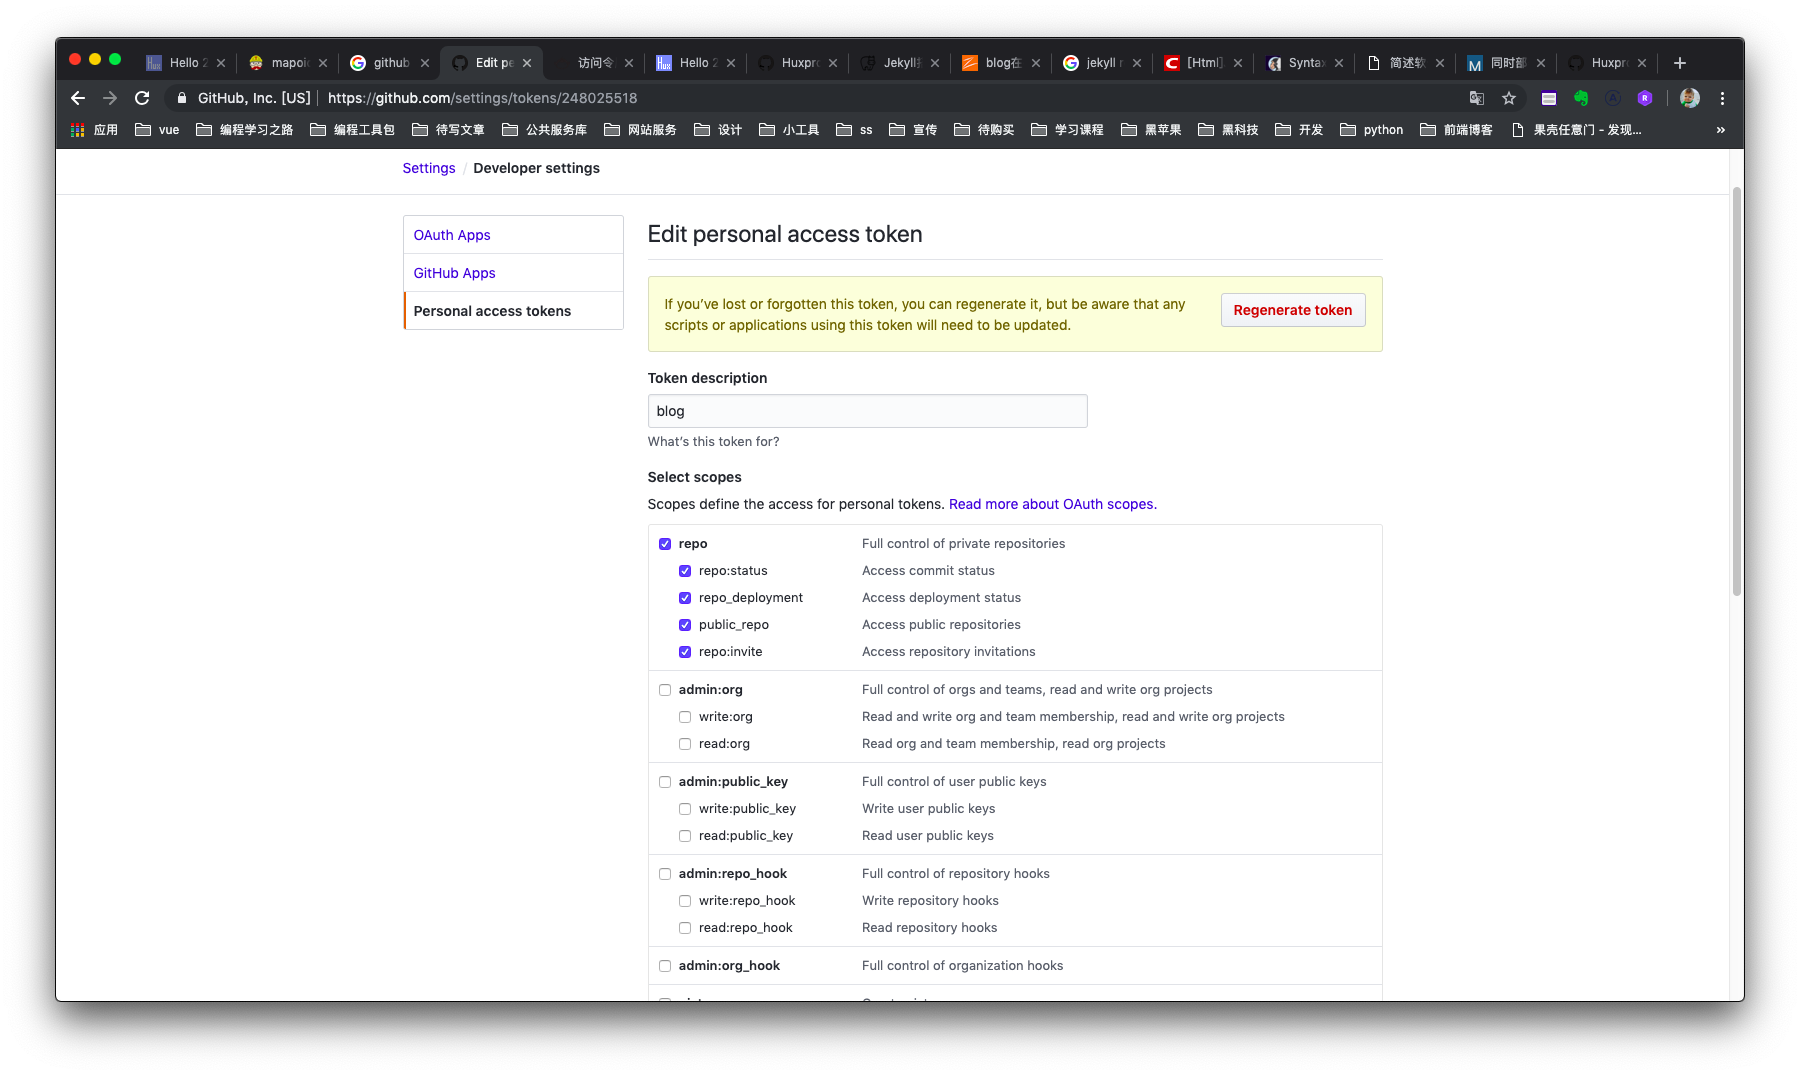 Hello 2
mapoic
github
Edit pe
访问令
Hello 2
Huxpro
Jekyll
blog在
jekyll r
[Html]
Syntax
简述软
同时部
Huxpro
GitHub, Inc. [US] https://github.com/settings/tokens/248025518
应用 vue 编程学习之路 编程工具包 待写文章 公共服务库 网站服务 设计 小工具 ss 宣传 待购买 学习课程 黑苹果 黑科技 开发 python 前端博客 果壳任意门 - 发现... »
Settings / Developer settings
OAuth Apps
GitHub Apps
Personal access tokens
Edit personal access token
If you’ve lost or forgotten this token, you can regenerate it, but be aware that any
scripts or applications using this token will need to be updated.
Regenerate token
Token description
blog
What’s this token for?
Select scopes
Scopes define the access for personal tokens. Read more about OAuth scopes.
repo Full control of private repositories
repo:status Access commit status
repo_deployment Access deployment status
public_repo Access public repositories
repo:invite Access repository invitations
admin:org Full control of orgs and teams, read and write org projects
write:org Read and write org and team membership, read and write org projects
read:org Read org and team membership, read org projects
admin:public_key Full control of user public keys
write:public_key Write user public keys
read:public_key Read user public keys
admin:repo_hook Full control of repository hooks
write:repo_hook Write repository hooks
read:repo_hook Read repository hooks
admin:org_hook Full control of organization hooks